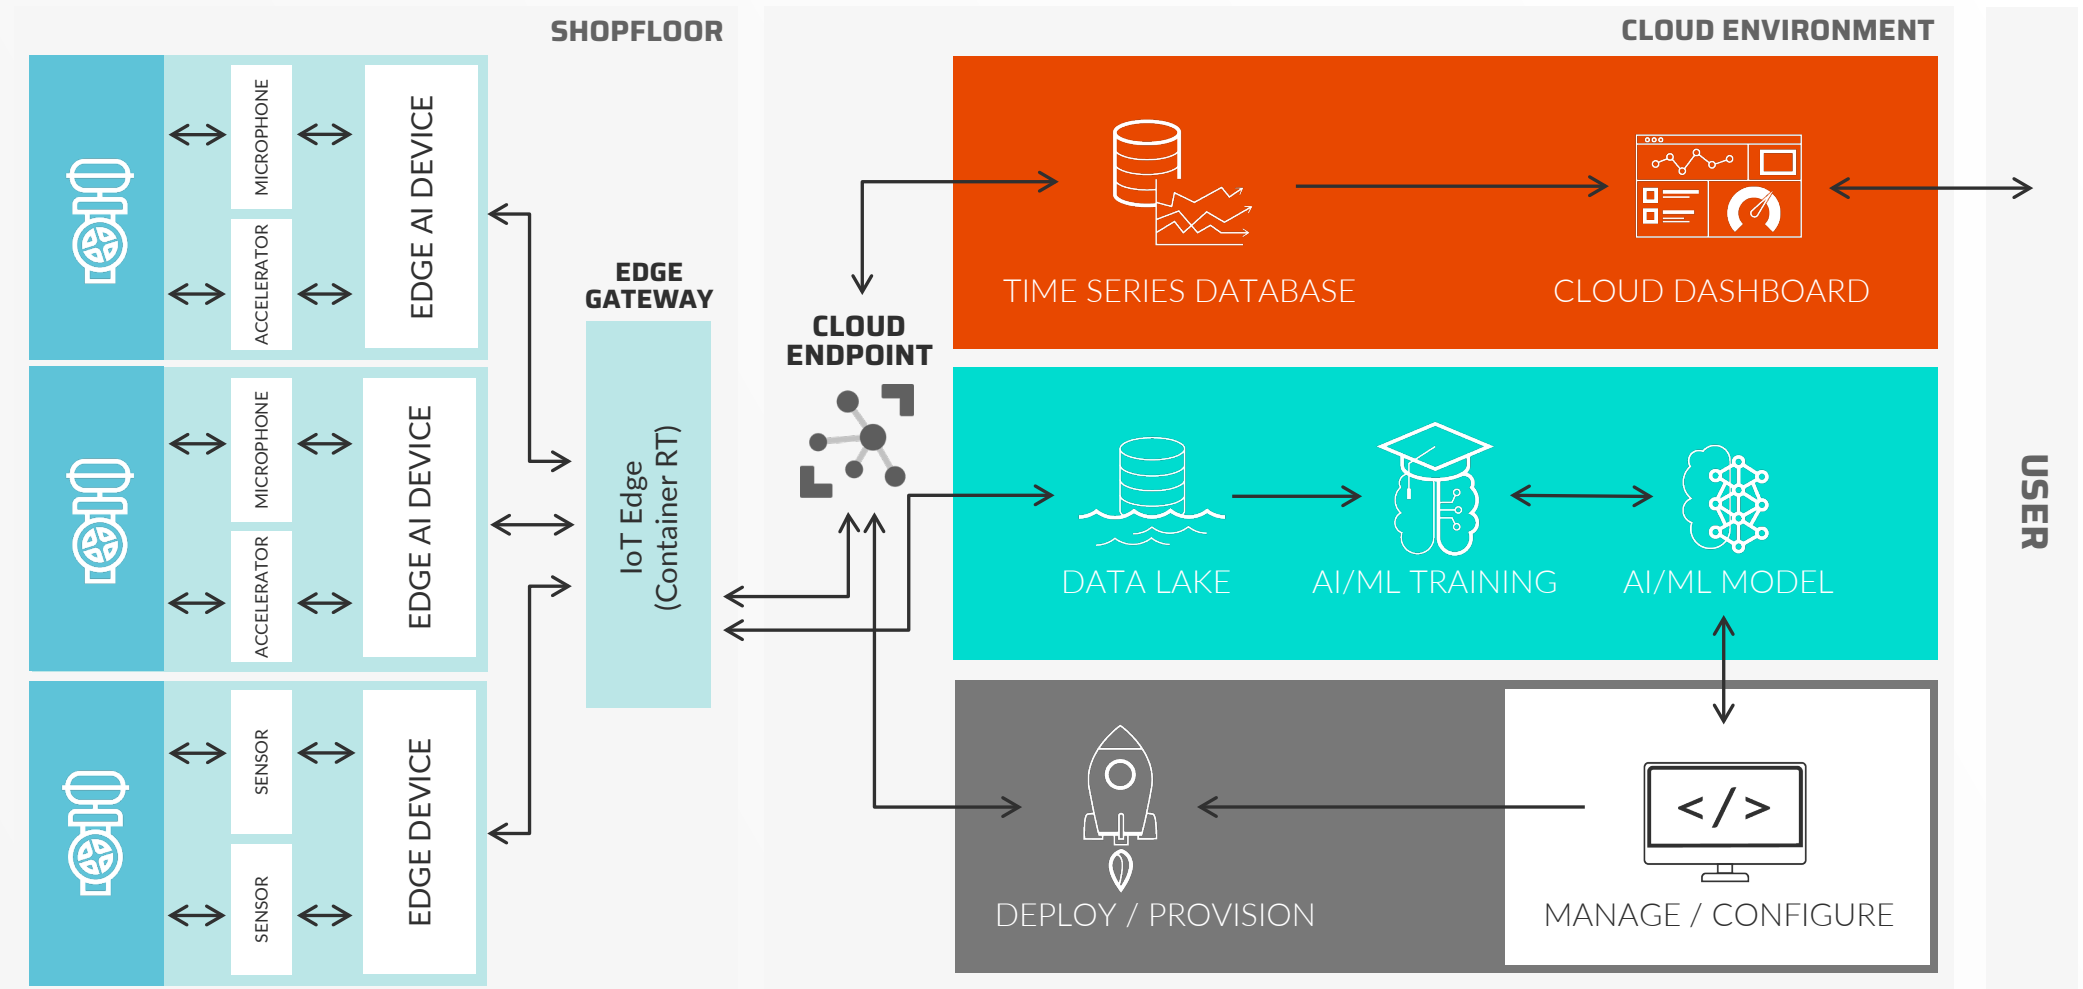 SHOPFLOOR
CLOUD ENVIRONMENT
MICROPHONE
ACCELERATOR
EDGE AI DEVICE
MICROPHONE
ACCELERATOR
EDGE AI DEVICE
SENSOR
SENSOR
EDGE DEVICE
EDGE
GATEWAY
IoT Edge
(Container RT)
CLOUD
ENDPOINT
TIME SERIES DATABASE
CLOUD DASHBOARD
DATA LAKE
AI/ML TRAINING
AI/ML MODEL
DEPLOY / PROVISION
</>
MANAGE / CONFIGURE
USER